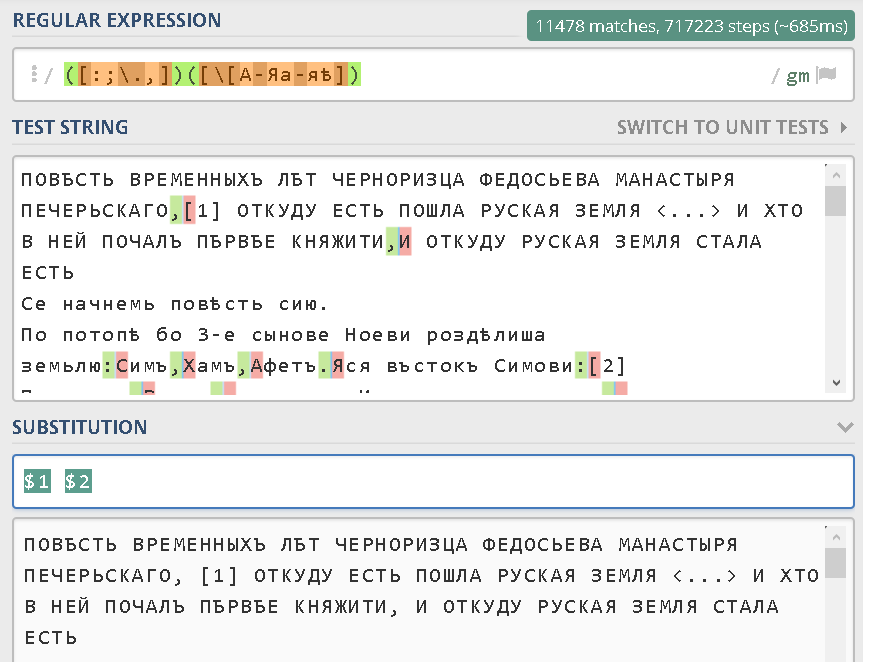 REGULAR EXPRESSION
11478 matches, 717223 steps (~685ms)
/ ([:;\.,])([ \[А-Яа-яѣ]) / gm
TEST STRING
SWITCH TO UNIT TESTS
ПОВѢСТЬ ВРЕМЕННЫХЪ ЛѢТ ЧЕРНОРИЗЦА ФЕДОСЬЕВА МАНАСТЫРЯ
ПЕЧЕРЬСКАГО,[1] ОТКУДУ ЕСТЬ ПОШЛА РУСКАЯ ЗЕМЛЯ <...> И ХТО
В НЕЙ ПОЧАЛЪ ПѢРВѢЕ КНЯЖИТИ,И ОТКУДУ РУСКАЯ ЗЕМЛЯ СТАЛА
ЕСТЬ
Се начнемь повѣсть сию.
По потопѣ бо 3-е сынове Ноеви роздѣлиша
земьлю:Симъ,Хамъ,Афетъ.Яся въстокъ Симови:[2]
SUBSTITUTION
$1 $2
ПОВѢСТЬ ВРЕМЕННЫХЪ ЛѢТ ЧЕРНОРИЗЦА ФЕДОСЬЕВА МАНАСТЫРЯ
ПЕЧЕРЬСКАГО, [1] ОТКУДУ ЕСТЬ ПОШЛА РУСКАЯ ЗЕМЛЯ <...> И ХТО
В НЕЙ ПОЧАЛЪ ПѢРВѢЕ КНЯЖИТИ, И ОТКУДУ РУСКАЯ ЗЕМЛЯ СТАЛА
ЕСТЬ